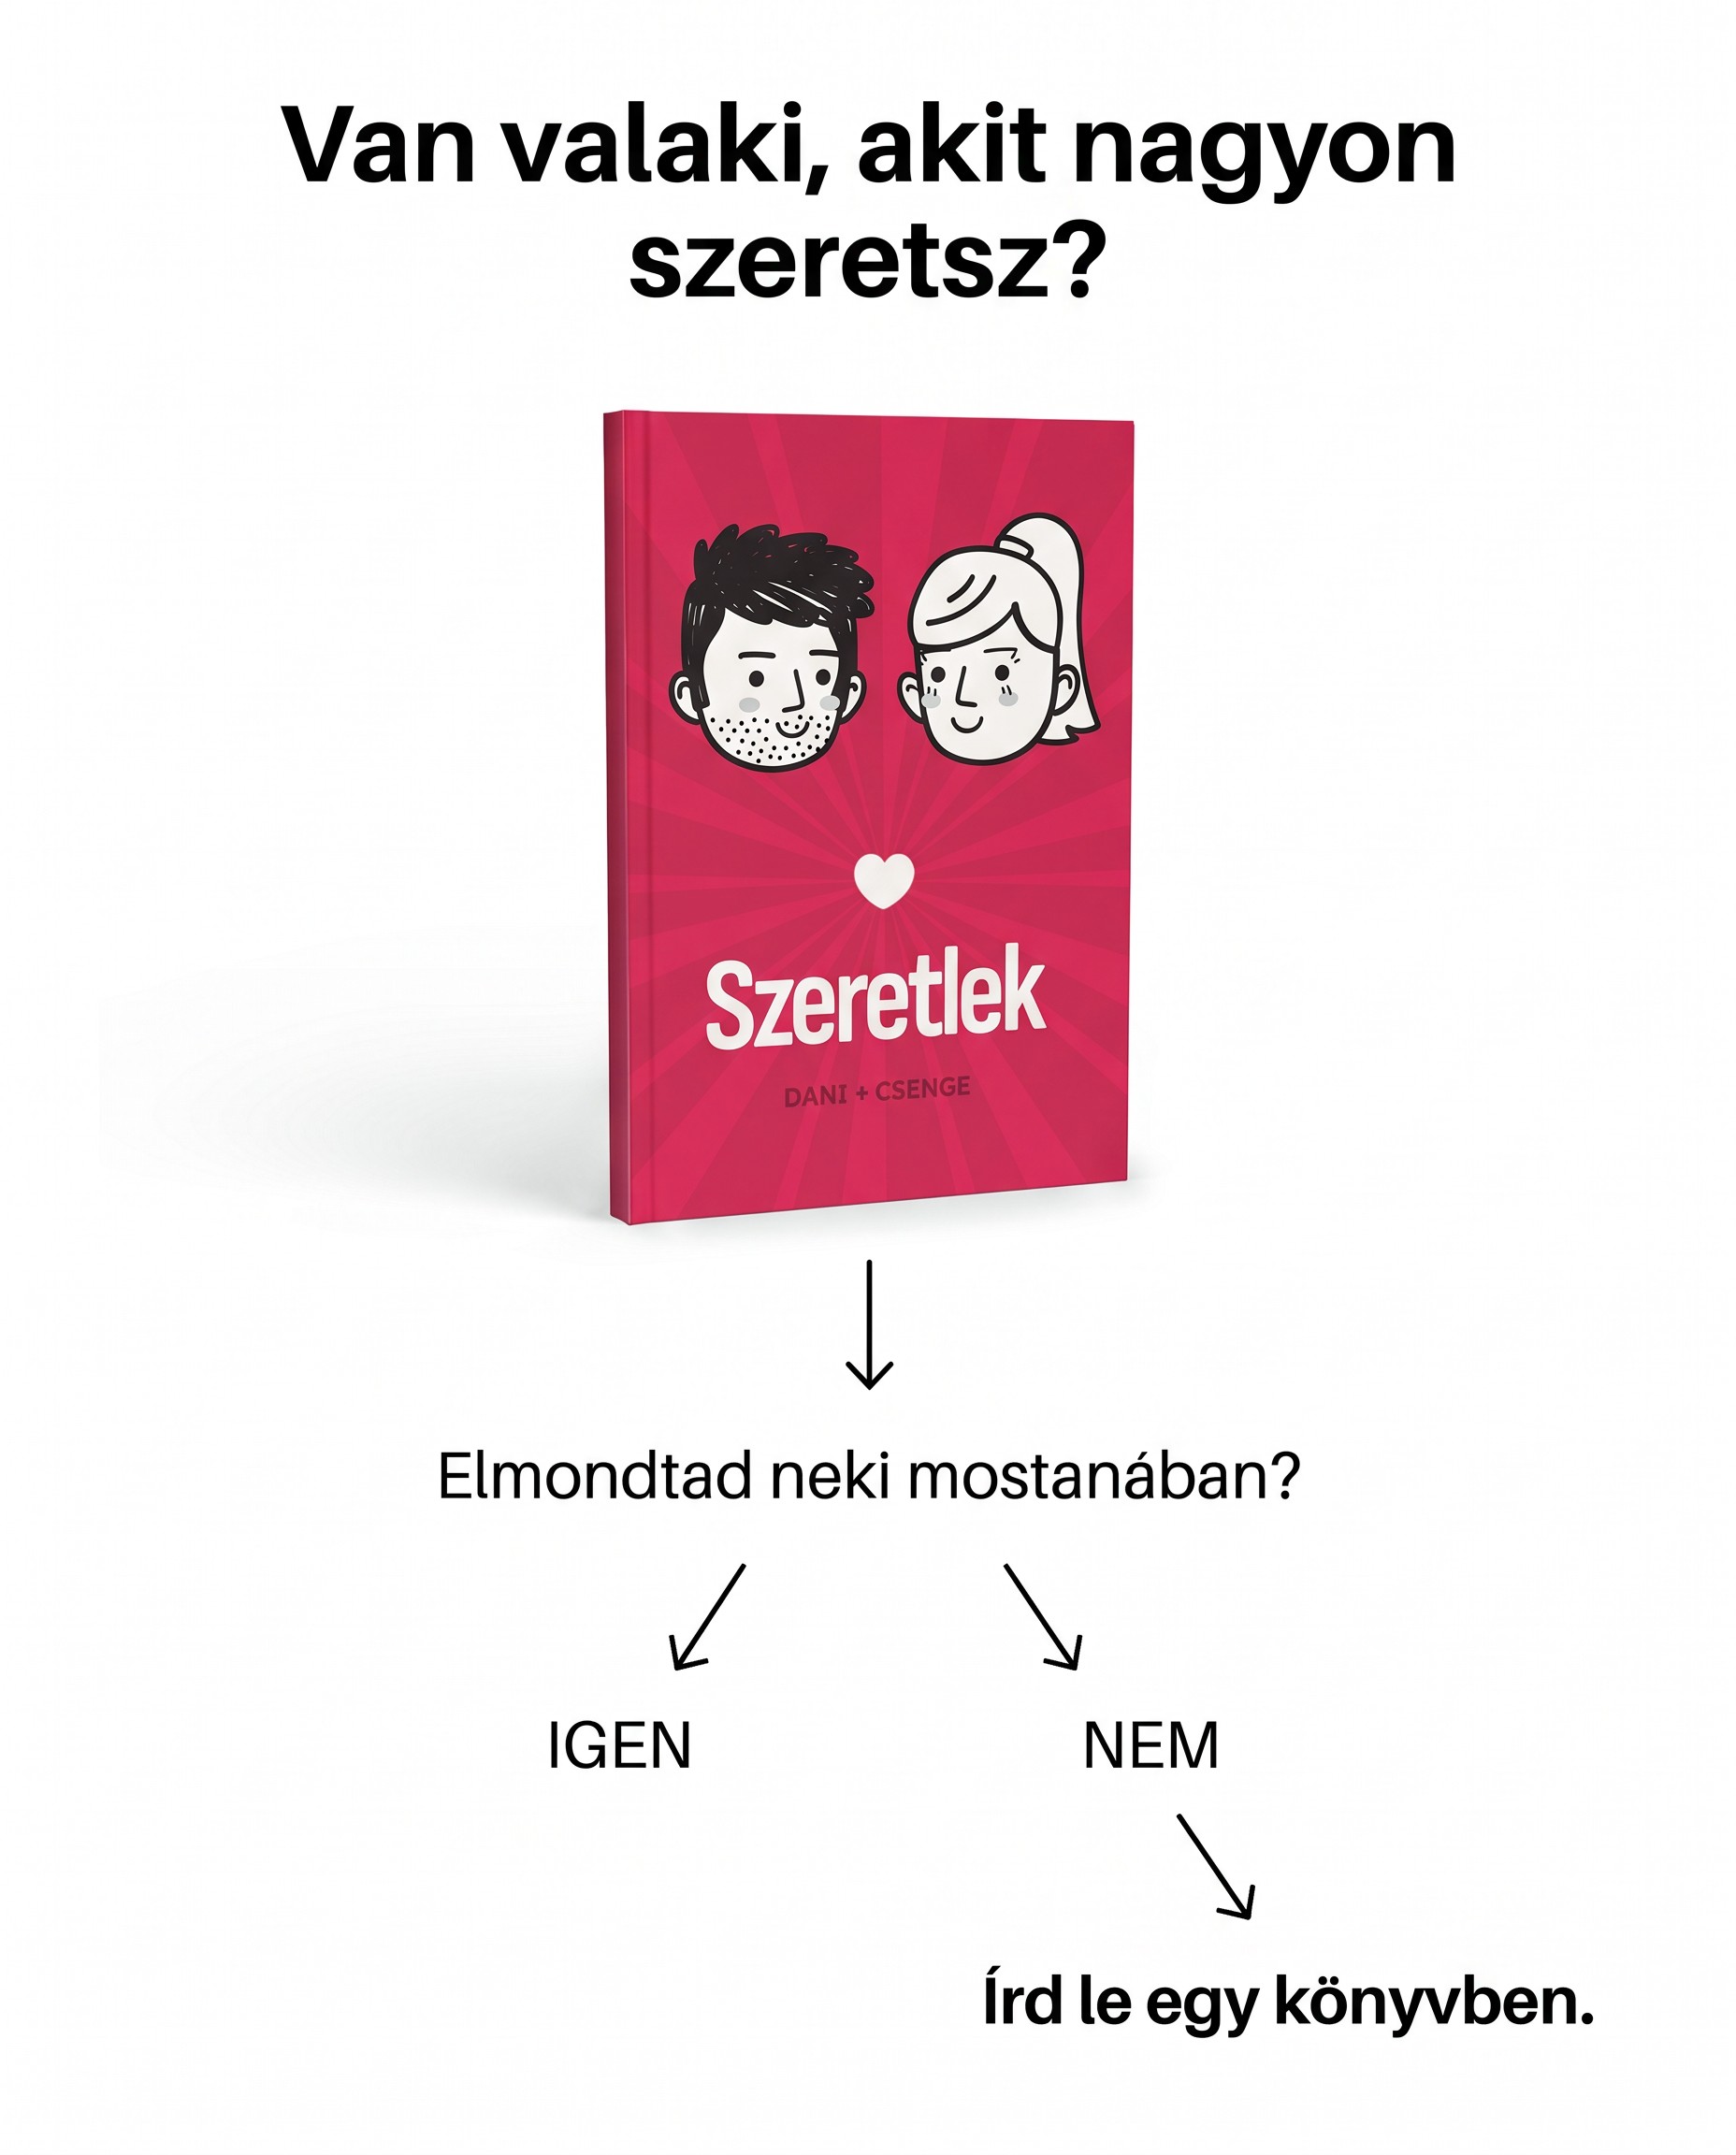 Van valaki, akit nagyon
szeretsz?
Szeretlek
DANI + CSENGE
Elmondtad neki mostanában?
IGEN
NEM
Írd le egy könyvben.